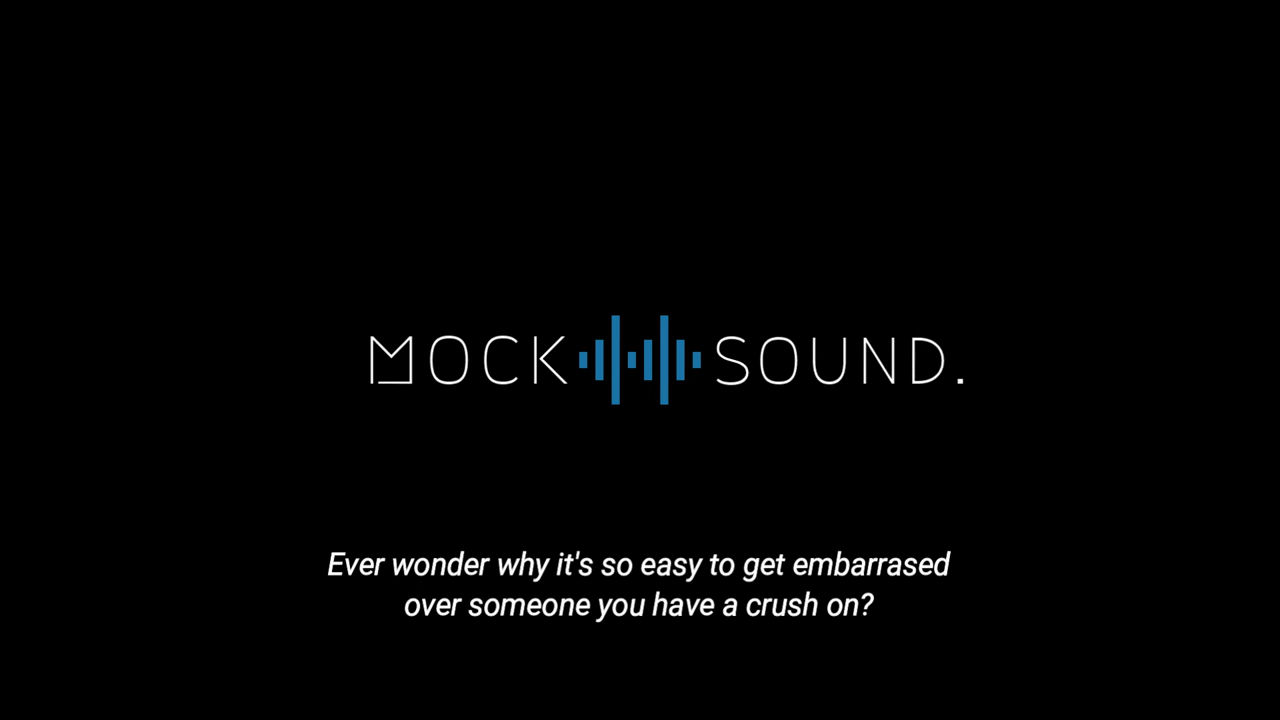 MOCK SOUND.
Ever wonder why it's so easy to get embarrased
over someone you have a crush on?